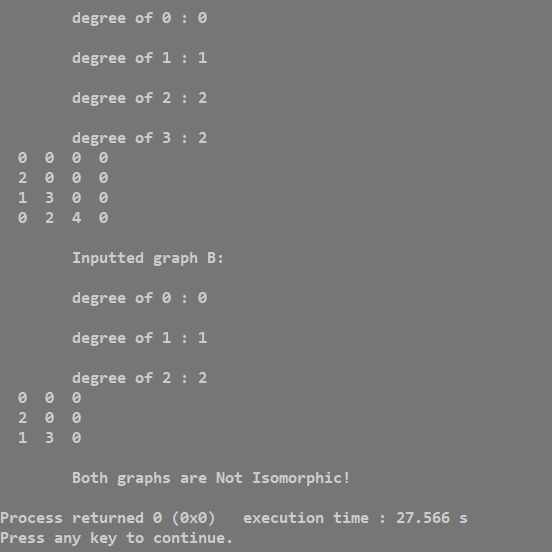 degree of 0 : 0
degree of 1 : 1
degree of 2 : 2
degree of 3 : 2
0 0 0 0
2 0 0 0
1 3 0 0
0 2 4 0
Inputted graph B:
degree of 0 : 0
degree of 1 : 1
degree of 2 : 2
0 0 0
2 0 0
1 3 0
Both graphs are Not Isomorphic!
Process returned 0 (0x0)   execution time : 27.566 s
Press any key to continue.